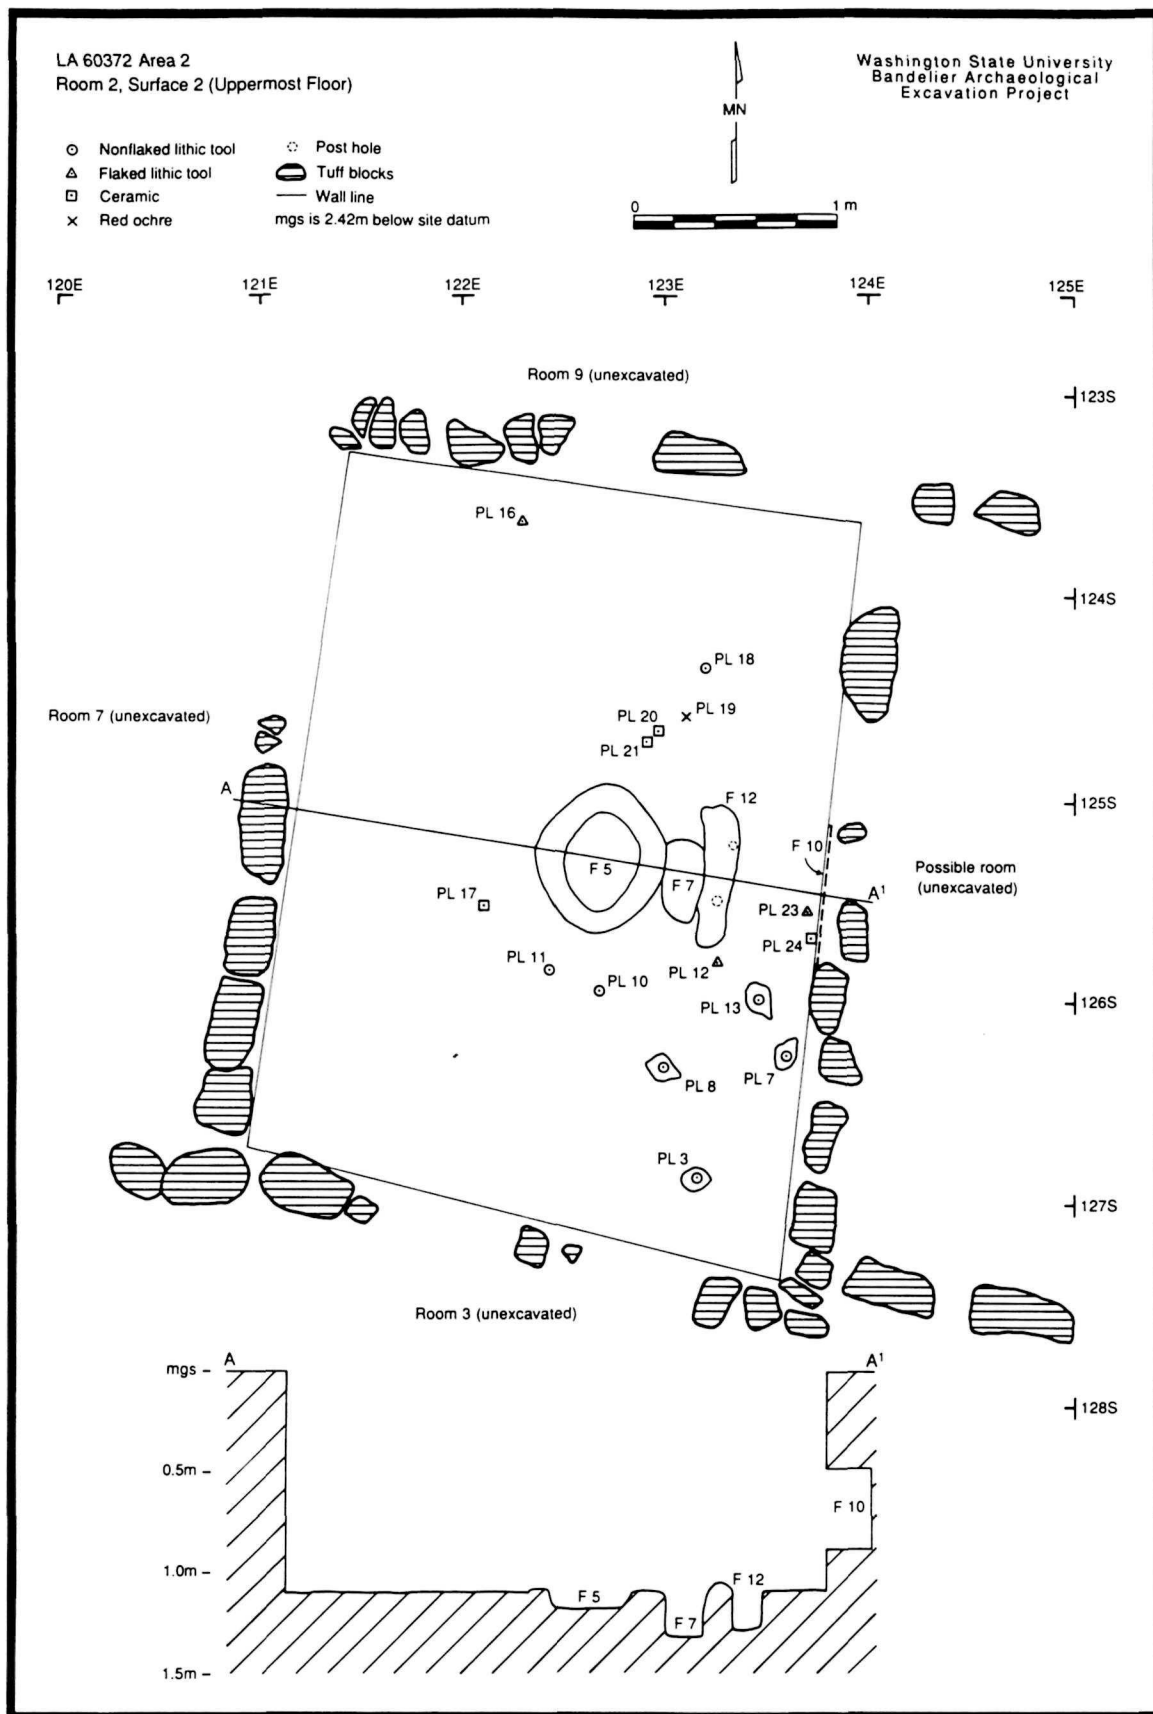 LA 60372 Area 2
Room 2, Surface 2 (Uppermost Floor)
Washington State University
Bandelier Archaeological
Excavation Project
MN
Nonflaked lithic tool
Flaked lithic tool
Ceramic
Red ochre
Post hole
Tuff blocks
Wall line
mgs is 2.42m below site datum
0 1 m
120E 121E 122E 123E 124E 125E
Room 9 (unexcavated)
123S
PL 16
124S
PL 18
Room 7 (unexcavated)
PL 19
PL 20
PL 21
A
F 12
125S
F 10
F 5
F 7
Possible room
(unexcavated)
A¹
PL 17
PL 23
PL 24
PL 11
PL 12
PL 10
PL 13
126S
PL 8
PL 7
PL 3
127S
Room 3 (unexcavated)
A A¹
mgs
128S
0.5m
F 10
1.0m
F 5
F 12
F 7
1.5m